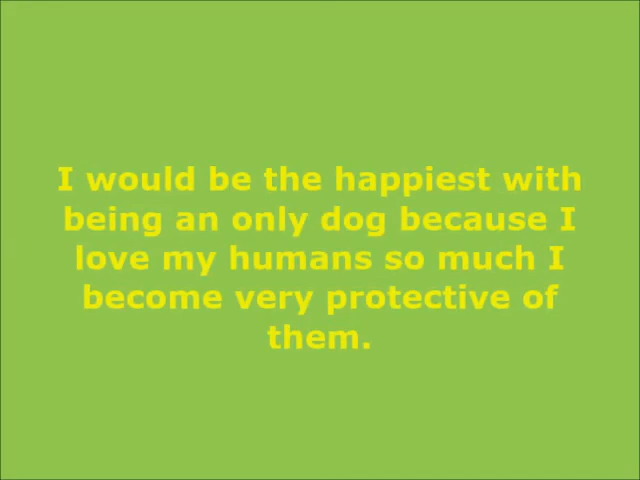 I would be the happiest with
being an only dog because I
love my humans so much I
become very protective of
them.